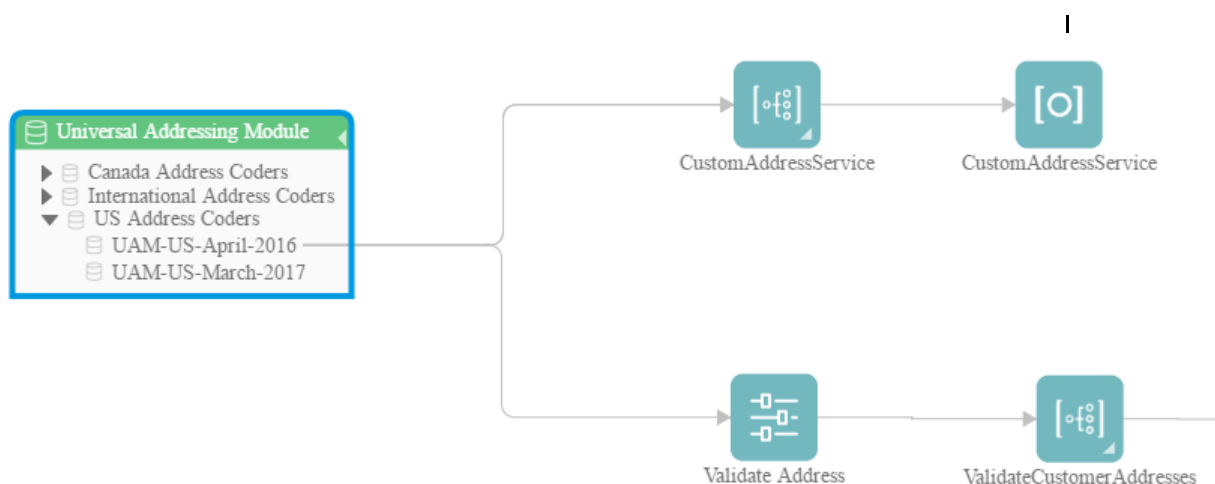 Universal Addressing Module
Canada Address Coders
International Address Coders
US Address Coders
UAM-US-April-2016
UAM-US-March-2017
CustomAddressService
CustomAddressService
Validate Address
ValidateCustomerAddresses